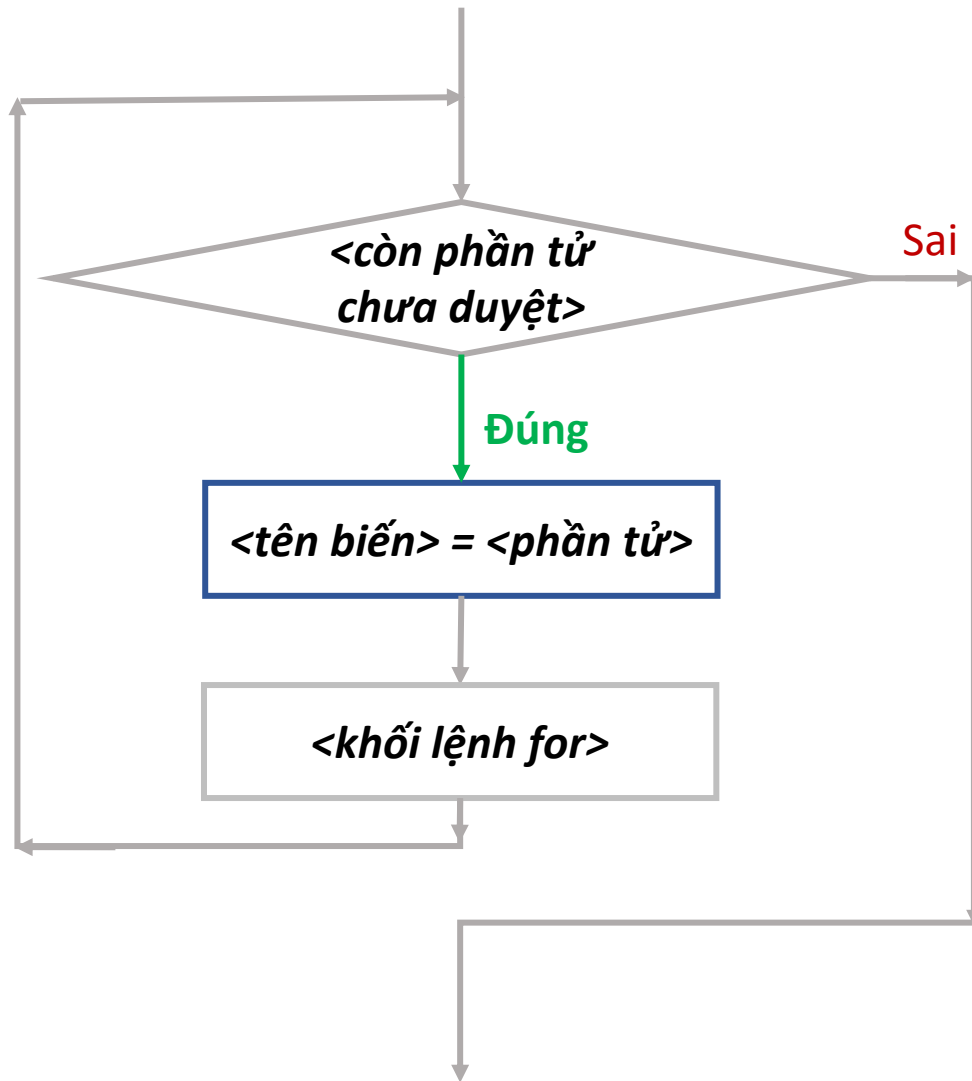 <còn phần tử
chưa duyệt>
Sai
Đúng
<tên biến> = <phần tử>
<khối lệnh for>